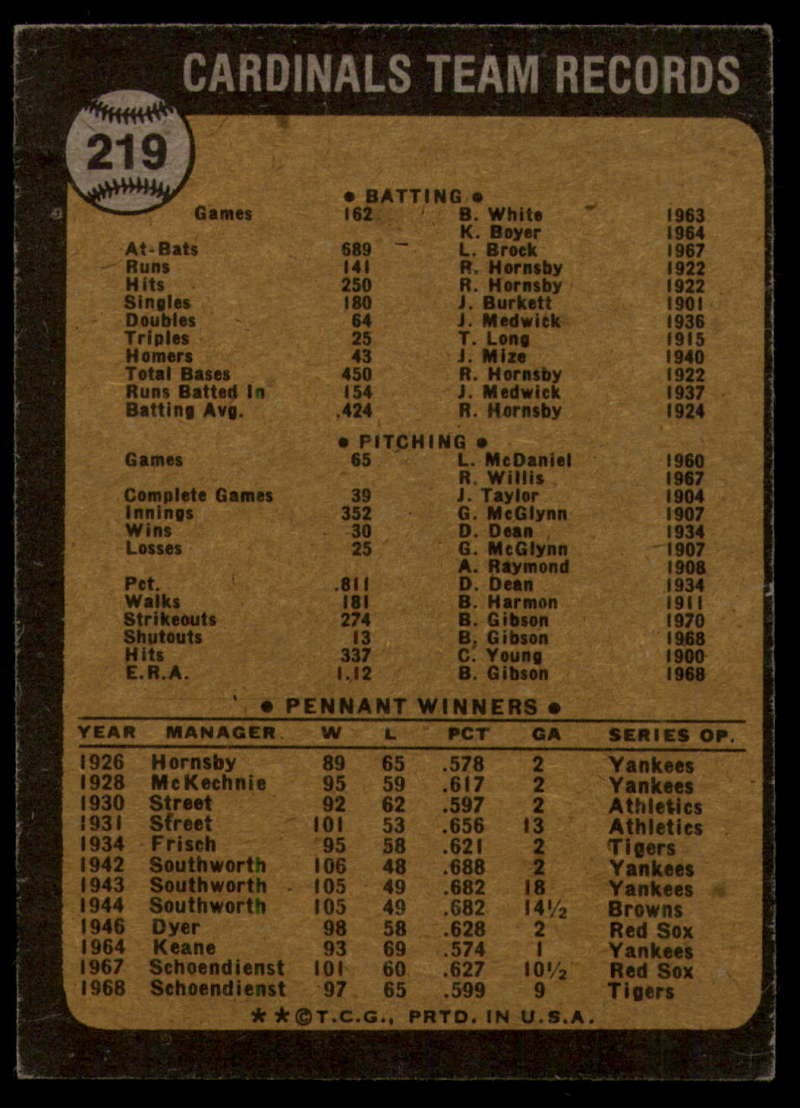 CARDINALS TEAM RECORDS
219
• BATTING •
Games 162 B. White 1963
K. Boyer 1964
At-Bats 689 L. Brock 1967
Runs 141 R. Hornsby 1922
Hits 250 R. Hornsby 1922
Singles 180 J. Burkett 1901
Doubles 64 J. Medwick 1936
Triples 25 T. Long 1915
Homers 43 J. Mize 1940
Total Bases 450 R. Hornsby 1922
Runs Batted In 154 J. Medwick 1937
Batting Avg. .424 R. Hornsby 1924
• PITCHING •
Games 65 L. McDaniel 1960
R. Willis 1967
Complete Games 39 J. Taylor 1904
Innings 352 G. McGlynn 1907
Wins 30 D. Dean 1934
Losses 25 G. McGlynn 1907
A. Raymond 1908
Pct. .811 D. Dean 1934
Walks 181 B. Harmon 1911
Strikeouts 274 B. Gibson 1970
Shutouts 13 B. Gibson 1968
Hits 337 C. Young 1900
E.R.A. 1.12 B. Gibson 1968
• PENNANT WINNERS •
YEAR MANAGER W L PCT GA SERIES OP.
1926 Hornsby 89 65 .578 2 Yankees
1928 McKechnie 95 59 .617 2 Yankees
1930 Street 92 62 .597 2 Athletics
1931 Street 101 53 .656 13 Athletics
1934 Frisch 95 58 .621 2 Tigers
1942 Southworth 106 48 .688 2 Yankees
1943 Southworth 105 49 .682 18 Yankees
1944 Southworth 105 49 .682 14½ Browns
1946 Dyer 98 58 .628 2 Red Sox
1964 Keane 93 69 .574 1 Yankees
1967 Schoendienst 101 60 .627 10½ Red Sox
1968 Schoendienst 97 65 .599 9 Tigers
★ ★ © T.C.G., PRTD. IN U.S.A.